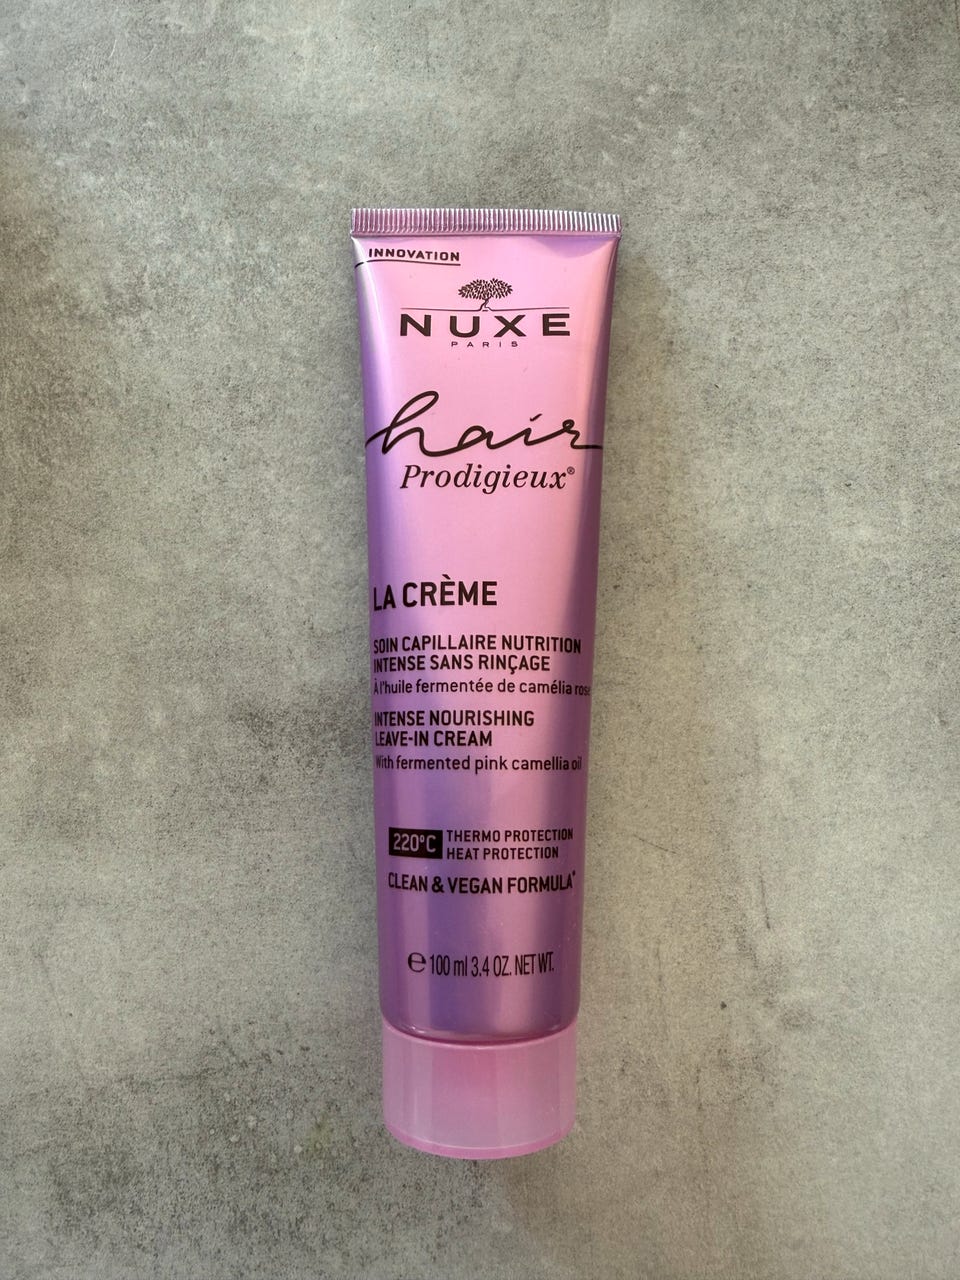 INNOVATION
NUXE
PARIS
hair
Prodigieux®
LA CRÈME
SOIN CAPILLAIRE NUTRITION
INTENSE SANS RINÇAGE
À l'huile fermentée de camélia rose
INTENSE NOURISHING
LEAVE-IN CREAM
With fermented pink camellia oil
220°C THERMO PROTECTION
HEAT PROTECTION
CLEAN & VEGAN FORMULA*
℮ 100 ml 3.4 OZ. NET WT.